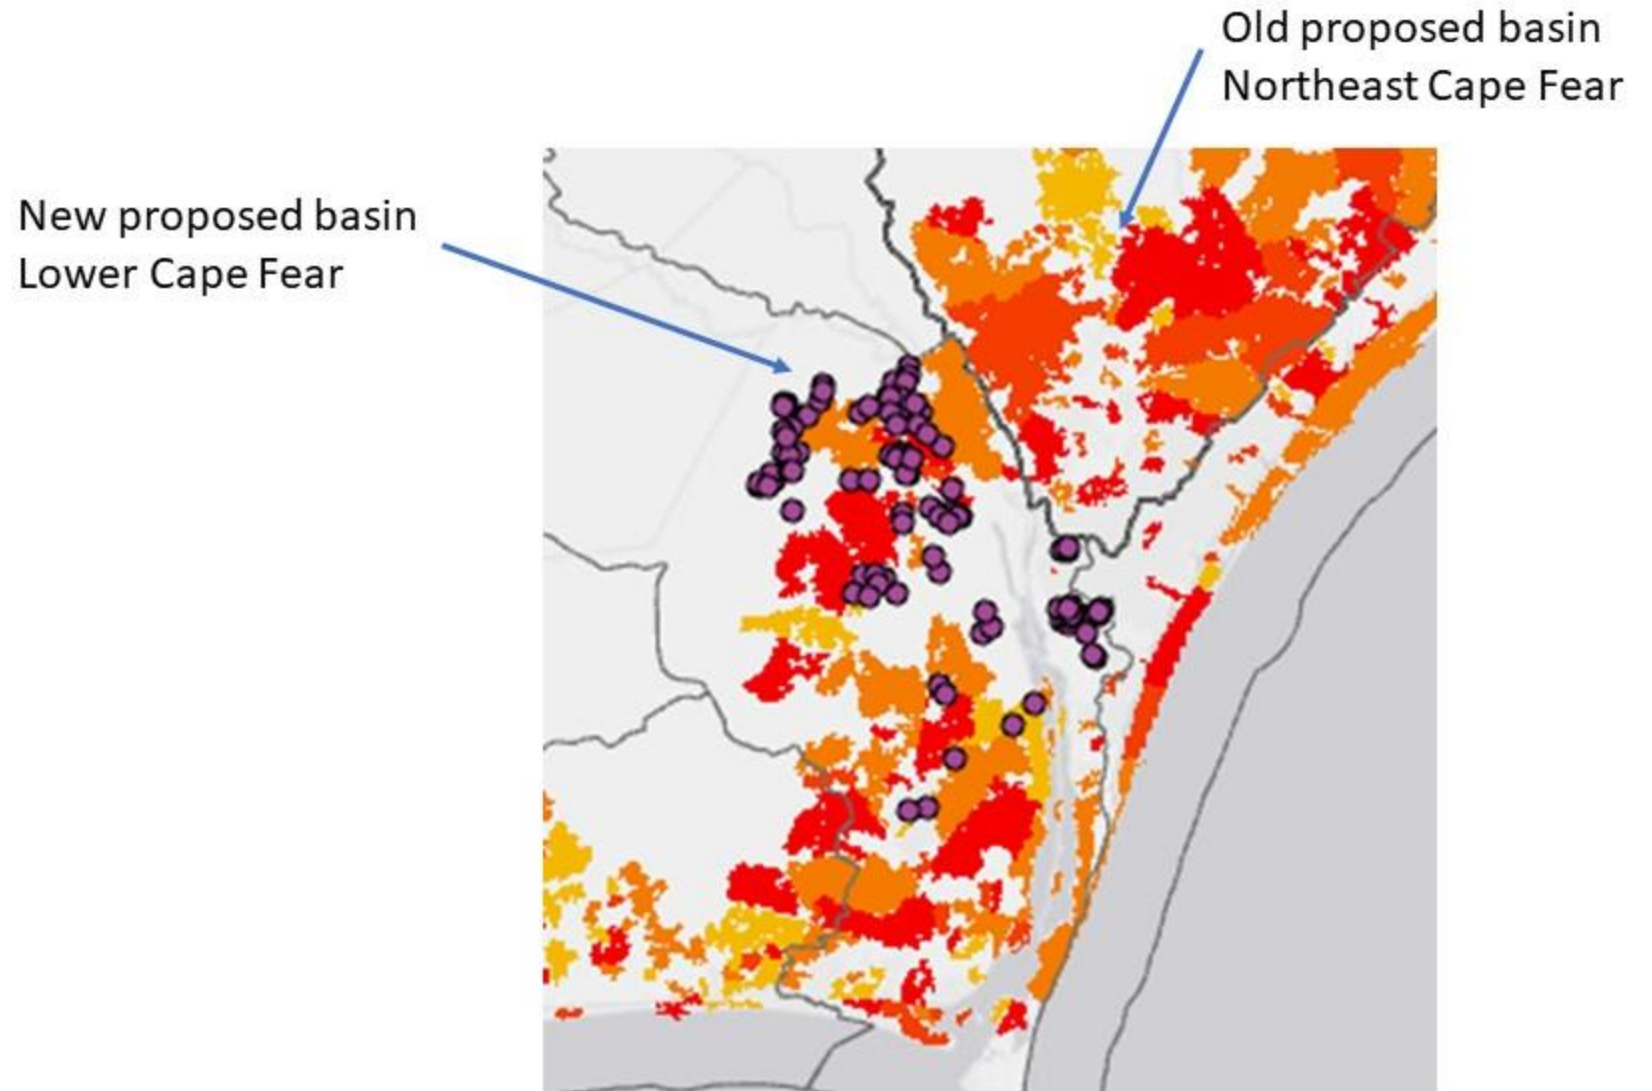 Old proposed basin
Northeast Cape Fear
New proposed basin
Lower Cape Fear